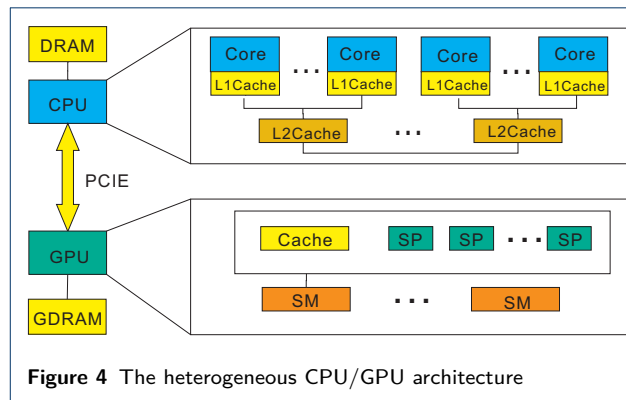 DRAM
CPU
PCIE
GPU
GDRAM
Core ... Core Core ... Core
L1Cache L1Cache L1Cache L1Cache
L2Cache ... L2Cache
Cache SP SP ... SP
SM ... SM
Figure 4 The heterogeneous CPU/GPU architecture